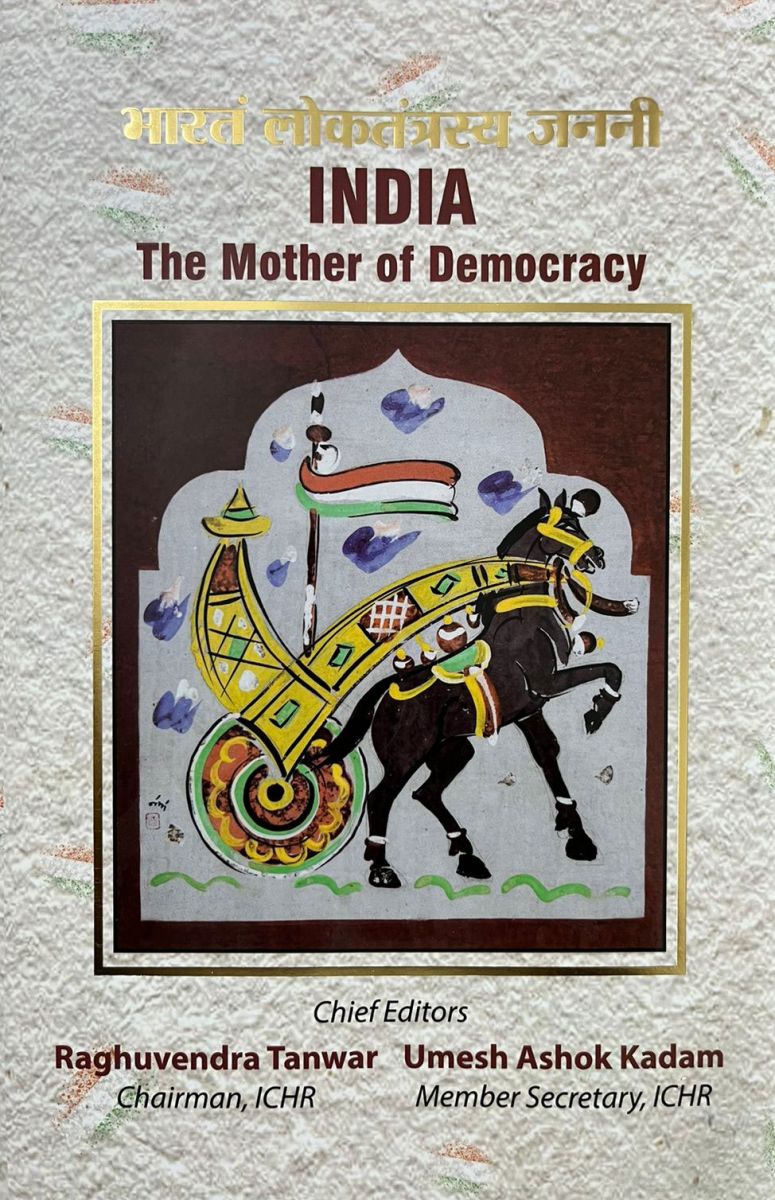 भारतं लोकतंत्रस्य जननी
INDIA
The Mother of Democracy
Chief Editors
Raghuvendra Tanwar Umesh Ashok Kadam
Chairman, ICHR Member Secretary, ICHR